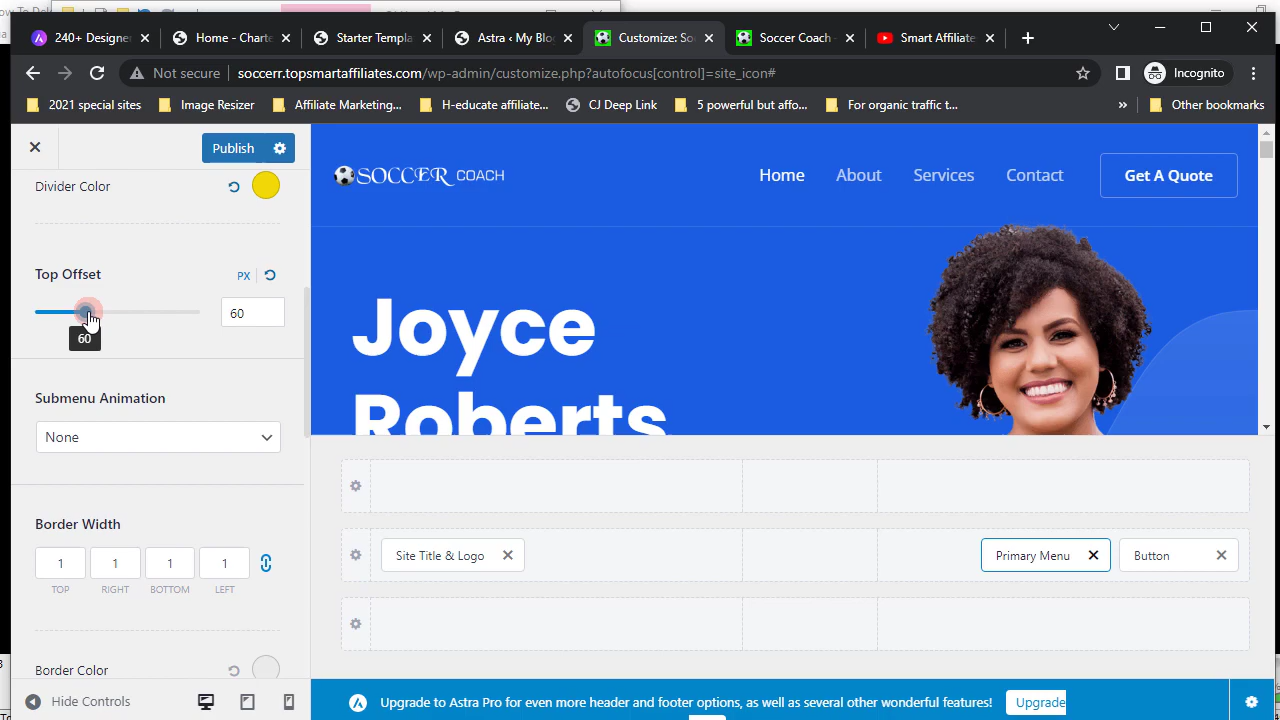 240+ Designer
Home - Charte
Starter Templa
Astra ‹ My Blog
Customize: So
Soccer Coach -
Smart Affiliate
Not secure
soccerr.topsmartaffiliates.com/wp-admin/customize.php?autofocus[control]=site_icon#
Incognito
2021 special sites
Image Resizer
Affiliate Marketing...
H-educate affiliate...
CJ Deep Link
5 powerful but affo...
For organic traffic t...
»
Other bookmarks
Publish
Divider Color
Top Offset
PX
60
60
Submenu Animation
None
Border Width
1 1 1 1
TOP RIGHT BOTTOM LEFT
Border Color
Hide Controls
SOCCER COACH
Home About Services Contact
Get A Quote
Joyce
Roberts
Site Title & Logo
Primary Menu
Button
Upgrade to Astra Pro for even more header and footer options, as well as several other wonderful features!
Upgrade